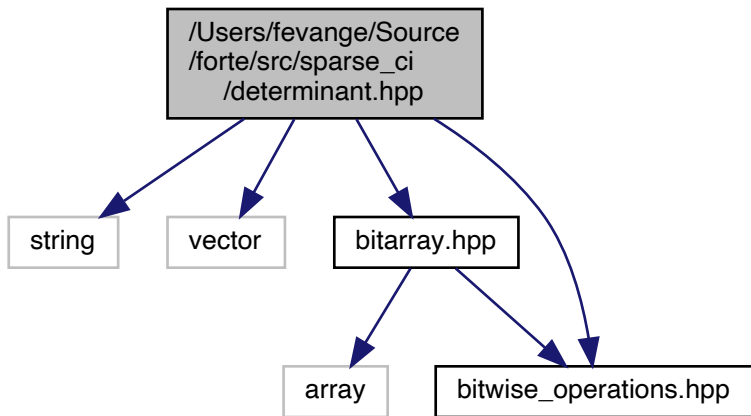 /Users/fevange/Source
/forte/src/sparse_ci
/determinant.hpp
string
vector
bitarray.hpp
array
bitwise_operations.hpp